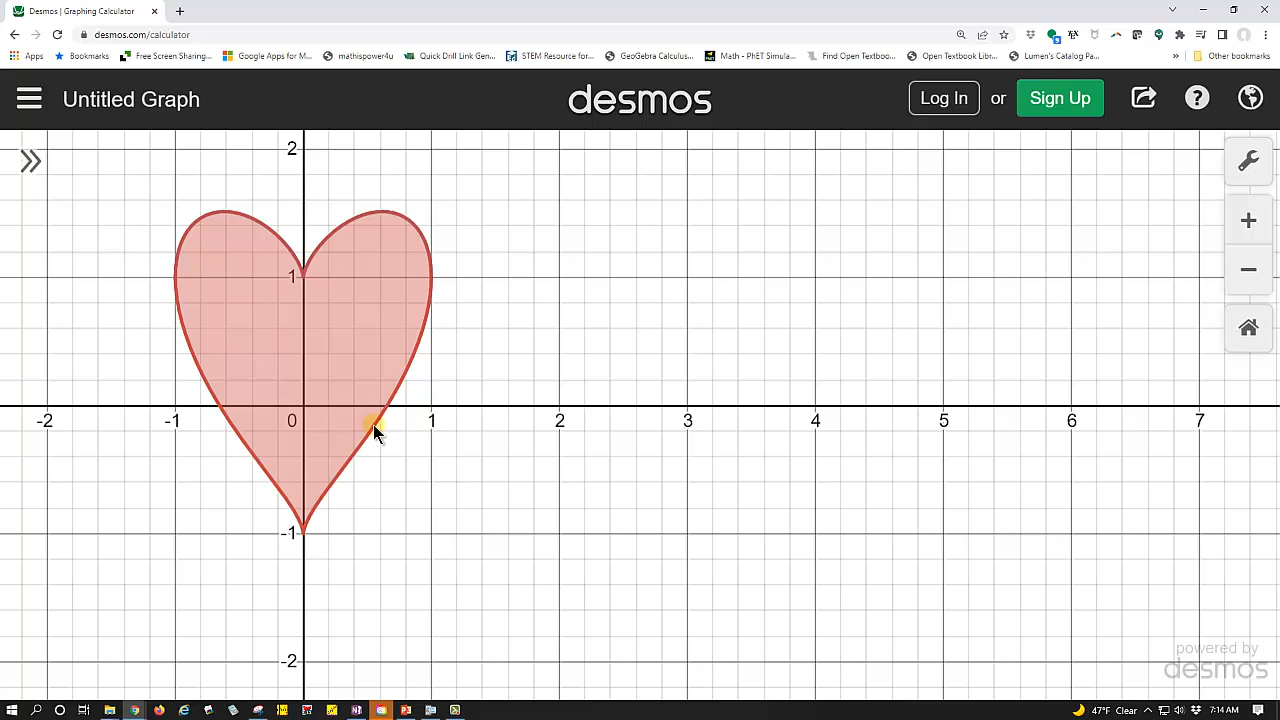 Desmos | Graphing Calculator
desmos.com/calculator
Apps Bookmarks Free Screen Sharing... Google Apps for M... mathispower4u Quick Drill Link Gen... STEM Resource for... GeoGebra Calculus... Math - PhET Simula... Find Open Textboo... Open Textbook Lib... Lumen's Catalog Pa... » Other bookmarks
Untitled Graph
desmos
Log In or Sign Up
2
1
-2 -1 0 1 2 3 4 5 6 7
-1
-2
powered by
desmos
47°F Clear 7:14 AM